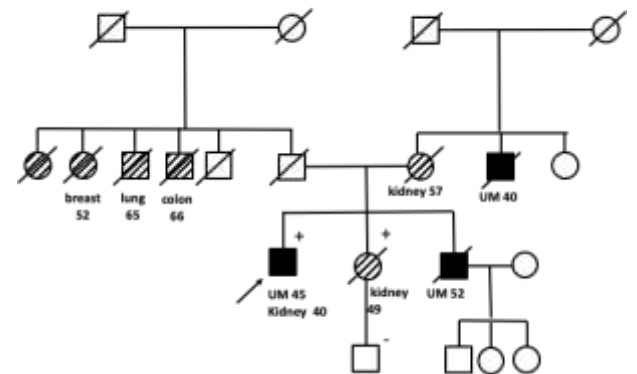 breast lung colon
52 65 66
kidney 57 UM 40
+ +
UM 45 kidney UM 52
Kidney 40 49
-